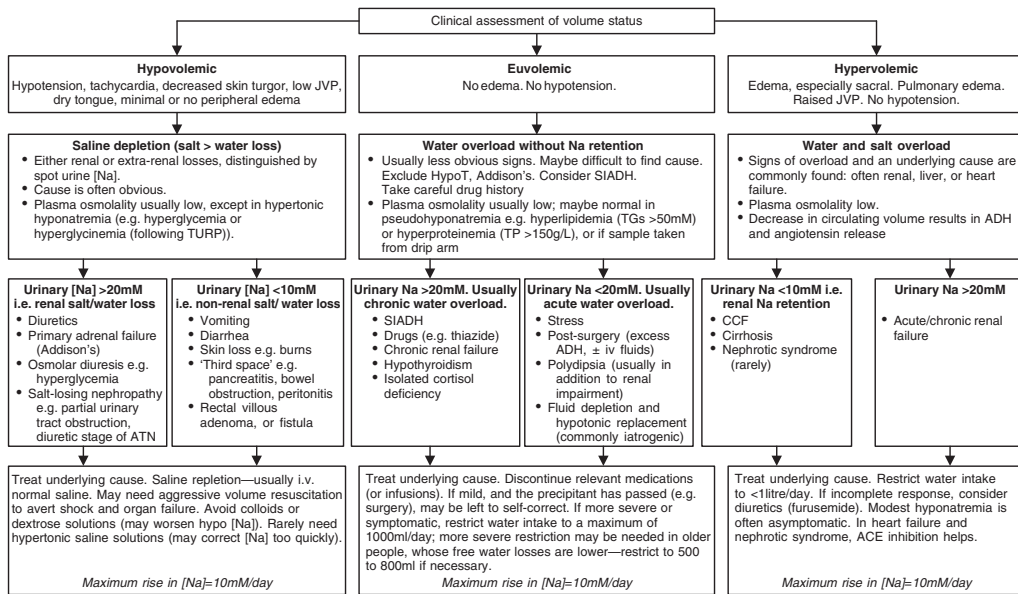 Clinical assessment of volume status
Hypovolemic
Hypotension, tachycardia, decreased skin turgor, low JVP,
dry tongue, minimal or no peripheral edema
Euvolemic
No edema. No hypotension.
Hypervolemic
Edema, especially sacral. Pulmonary edema.
Raised JVP. No hypotension.
Saline depletion (salt > water loss)
• Either renal or extra-renal losses, distinguished by
spot urine [Na].
• Cause is often obvious.
• Plasma osmolality usually low, except in hypertonic
hyponatremia (e.g. hyperglycemia or
hyperglycinemia (following TURP)).
Water overload without Na retention
• Usually less obvious signs. Maybe difficult to find cause.
Exclude HypoT, Addison's. Consider SIADH.
Take careful drug history
• Plasma osmolality usually low; maybe normal in
pseudohyponatremia e.g. hyperlipidemia (TGs >50mM)
or hyperproteinemia (TP >150g/L), or if sample taken
from drip arm
Water and salt overload
• Signs of overload and an underlying cause are
commonly found: often renal, liver, or heart
failure.
• Plasma osmolality low.
• Decrease in circulating volume results in ADH
and angiotensin release
Urinary [Na] >20mM
i.e. renal salt/water loss
• Diuretics
• Primary adrenal failure
(Addison's)
• Osmolar diuresis e.g.
hyperglycemia
• Salt-losing nephropathy
e.g. partial urinary
tract obstruction,
diuretic stage of ATN
Urinary [Na] <10mM
i.e. non-renal salt/ water loss
• Vomiting
• Diarrhea
• Skin loss e.g. burns
• 'Third space' e.g.
pancreatitis, bowel
obstruction, peritonitis
• Rectal villous
adenoma, or fistula
Urinary Na >20mM. Usually
chronic water overload.
• SIADH
• Drugs (e.g. thiazide)
• Chronic renal failure
• Hypothyroidism
• Isolated cortisol
deficiency
Urinary Na <20mM. Usually
acute water overload.
• Stress
• Post-surgery (excess
ADH, ± iv fluids)
• Polydipsia (usually in
addition to renal
impairment)
• Fluid depletion and
hypotonic replacement
(commonly iatrogenic)
Urinary Na <10mM i.e.
renal Na retention
• CCF
• Cirrhosis
• Nephrotic syndrome
(rarely)
Urinary Na >20mM
• Acute/chronic renal
failure
Treat underlying cause. Saline repletion—usually i.v.
normal saline. May need aggressive volume resuscitation
to avert shock and organ failure. Avoid colloids or
dextrose solutions (may worsen hypo [Na]). Rarely need
hypertonic saline solutions (may correct [Na] too quickly).
Maximum rise in [Na]=10mM/day
Treat underlying cause. Discontinue relevant medications
(or infusions). If mild, and the precipitant has passed (e.g.
surgery), may be left to self-correct. If more severe or
symptomatic, restrict water intake to a maximum of
1000ml/day; more severe restriction may be needed in older
people, whose free water losses are lower—restrict to 500
to 800ml if necessary.
Maximum rise in [Na]=10mM/day
Treat underlying cause. Restrict water intake
to <1litre/day. If incomplete response, consider
diuretics (furusemide). Modest hyponatremia is
often asymptomatic. In heart failure and
nephrotic syndrome, ACE inhibition helps.
Maximum rise in [Na]=10mM/day